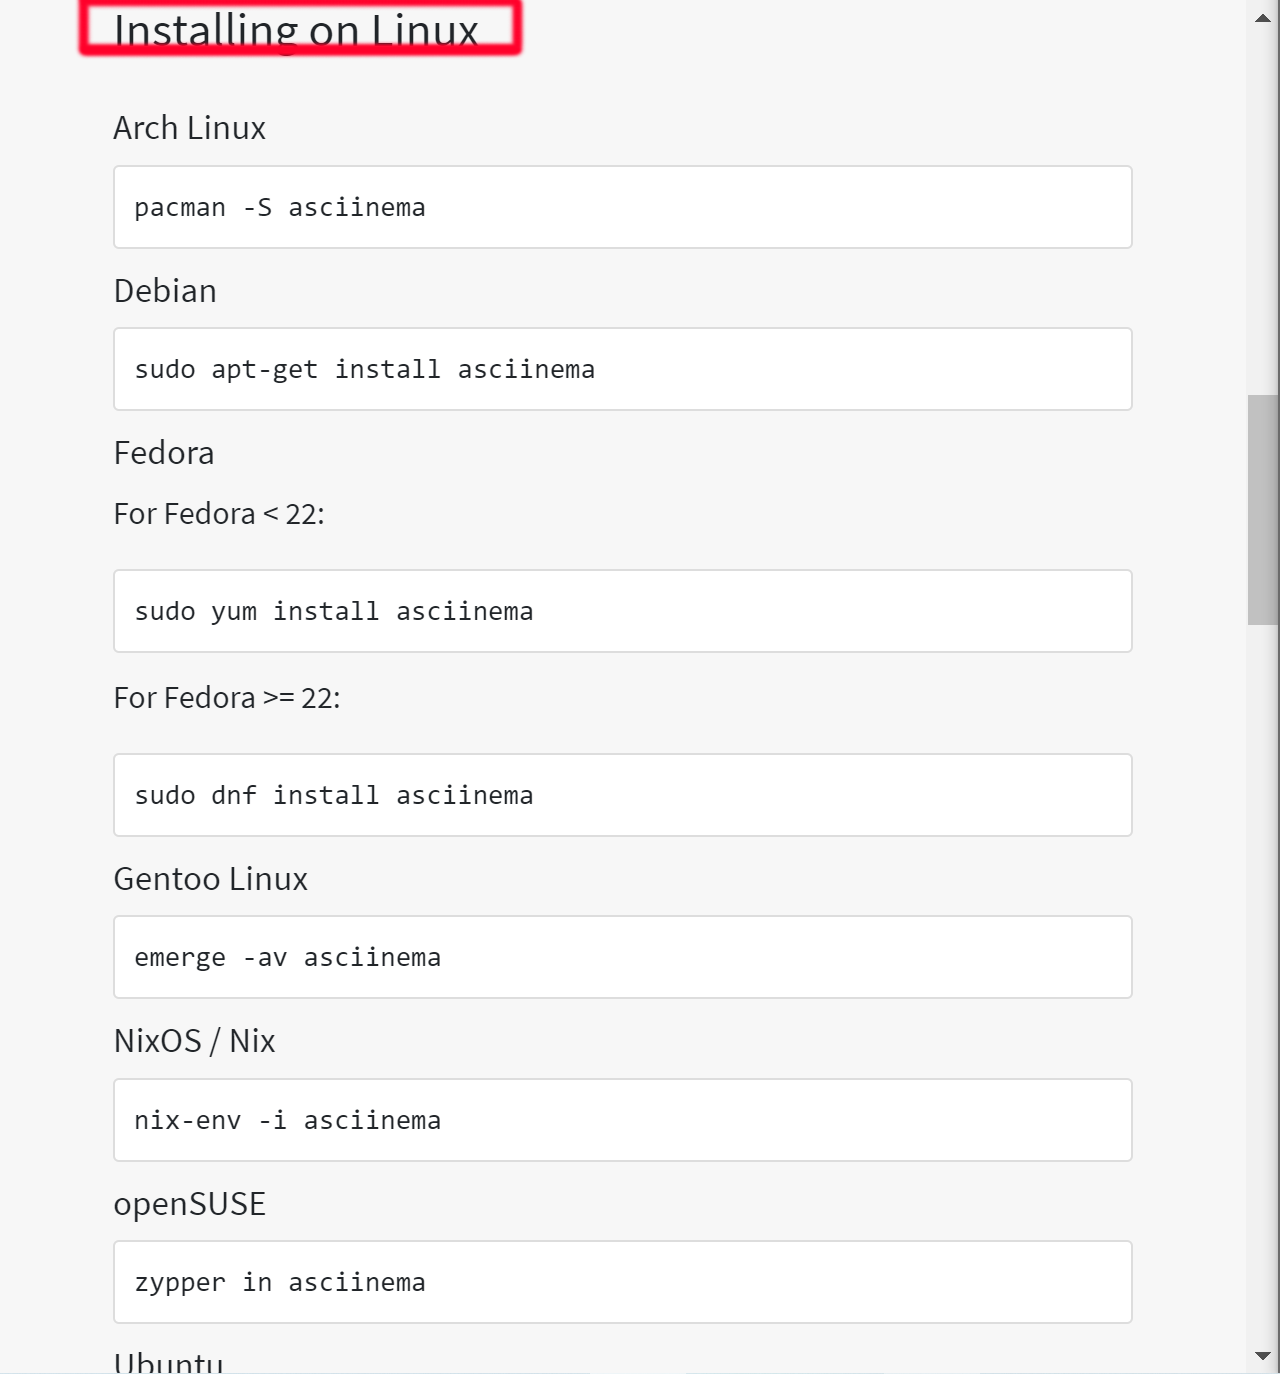 Installing on Linux
Arch Linux
pacman -S asciinema
Debian
sudo apt-get install asciinema
Fedora
For Fedora < 22:
sudo yum install asciinema
For Fedora >= 22:
sudo dnf install asciinema
Gentoo Linux
emerge -av asciinema
NixOS / Nix
nix-env -i asciinema
openSUSE
zypper in asciinema
Ubuntu